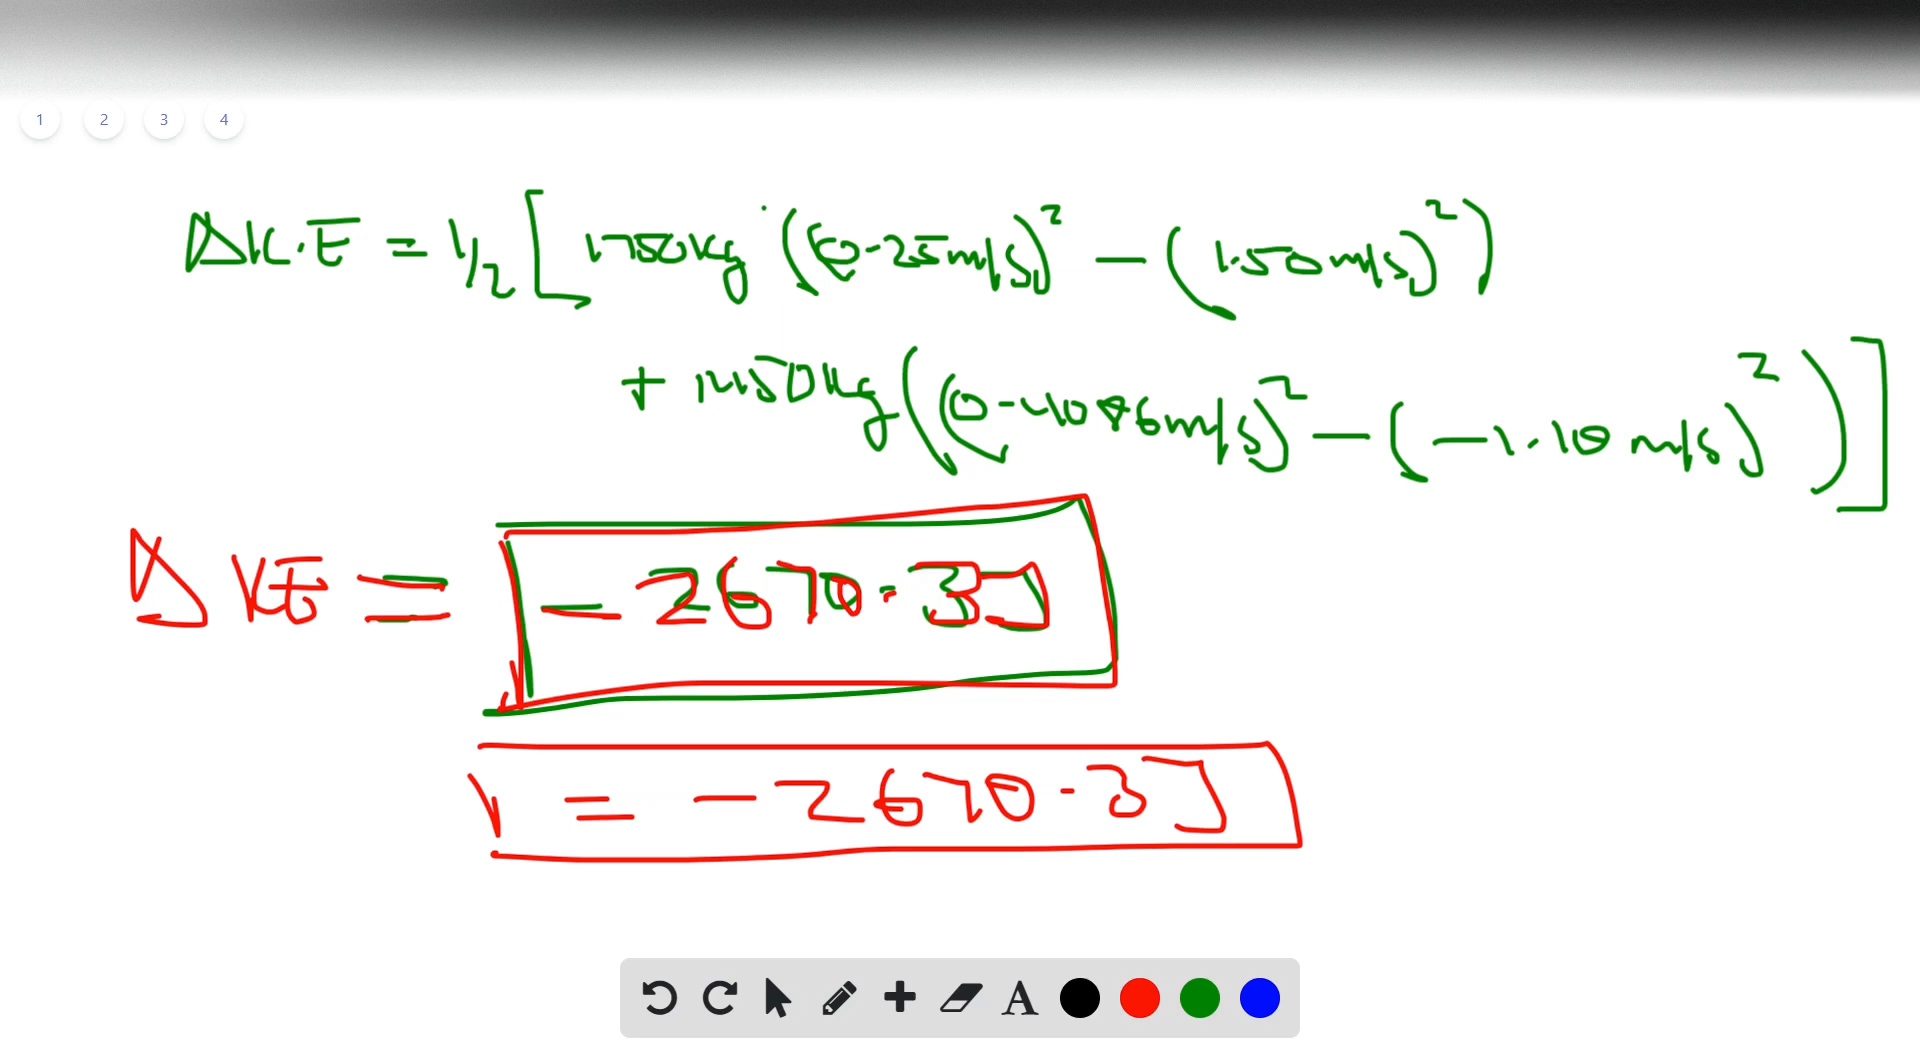 1 2 3 4
ΔK.E = 1/2 [1750kg ((0.25m/s)² − (1.50m/s)²)
+ 1450kg ((0.4086m/s)² − (−1.10m/s)²)]
ΔKE = −2670.3J
= −2670.3J
A